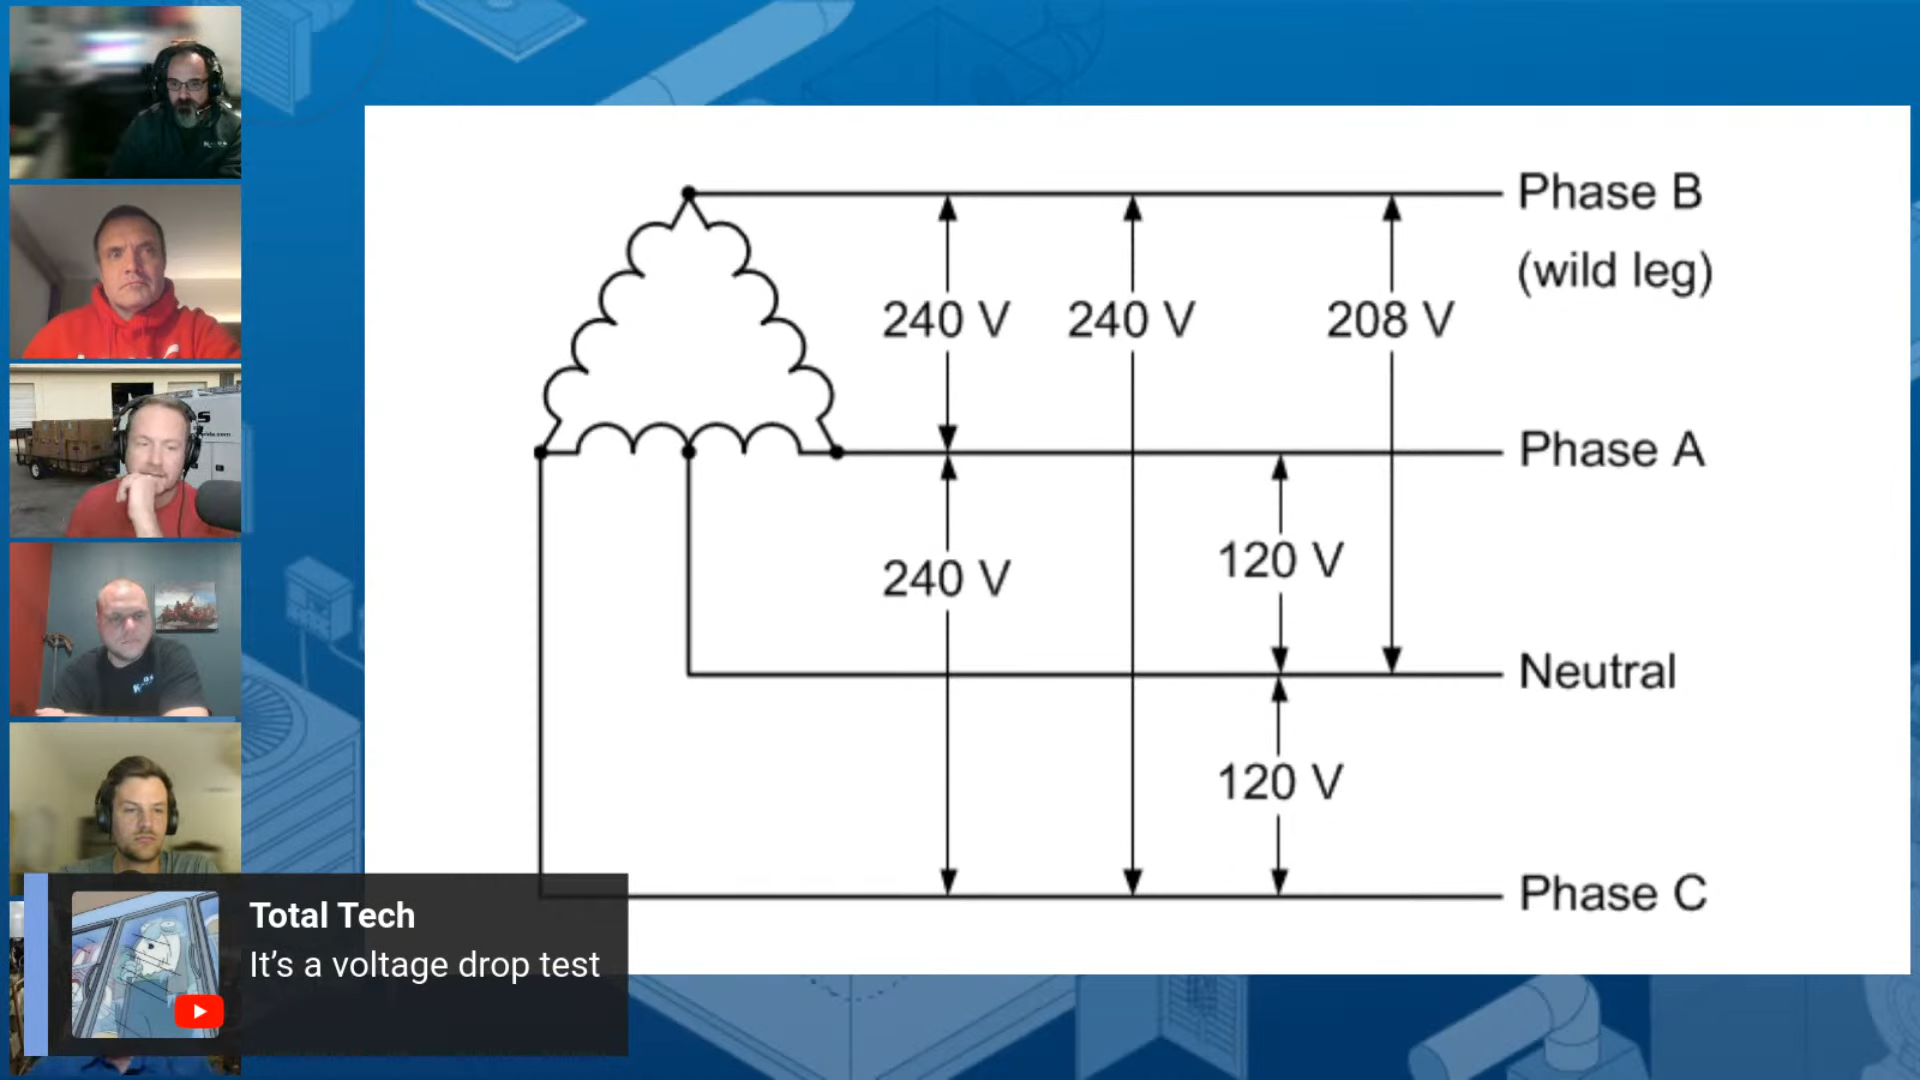 Phase B
(wild leg)
240 V
240 V
208 V
Phase A
120 V
240 V
Neutral
120 V
Phase C
Total Tech
It's a voltage drop test